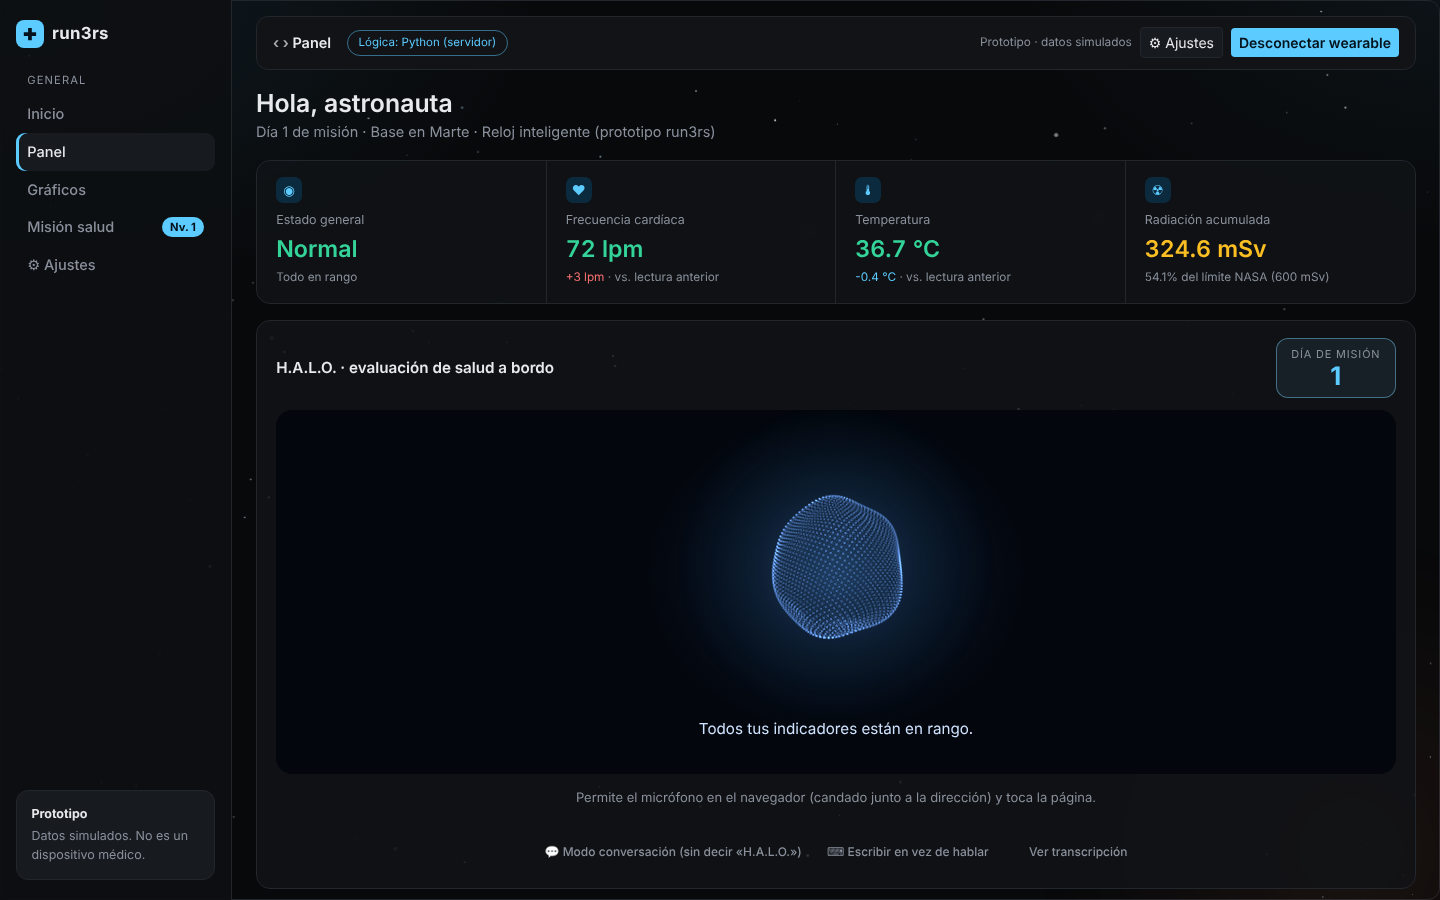 run3rs
GENERAL
Inicio
Panel
Gráficos
Misión salud Nv. 1
⚙ Ajustes
Prototipo
Datos simulados. No es un
dispositivo médico.
‹ › Panel Lógica: Python (servidor) Prototipo · datos simulados ⚙ Ajustes Desconectar wearable
Hola, astronauta
Día 1 de misión · Base en Marte · Reloj inteligente (prototipo run3rs)
Estado general
Normal
Todo en rango
Frecuencia cardíaca
72 lpm
+3 lpm · vs. lectura anterior
Temperatura
36.7 °C
-0.4 °C · vs. lectura anterior
Radiación acumulada
324.6 mSv
54.1% del límite NASA (600 mSv)
H.A.L.O. · evaluación de salud a bordo
DÍA DE MISIÓN
1
Todos tus indicadores están en rango.
Permite el micrófono en el navegador (candado junto a la dirección) y toca la página.
💬 Modo conversación (sin decir «H.A.L.O.») ⌨ Escribir en vez de hablar Ver transcripción